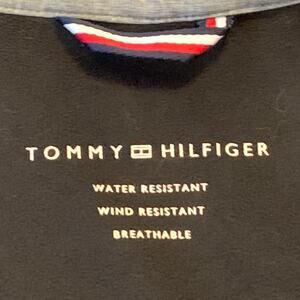 TOMMY HILFIGER
WATER RESISTANT
WIND RESISTANT
BREATHABLE